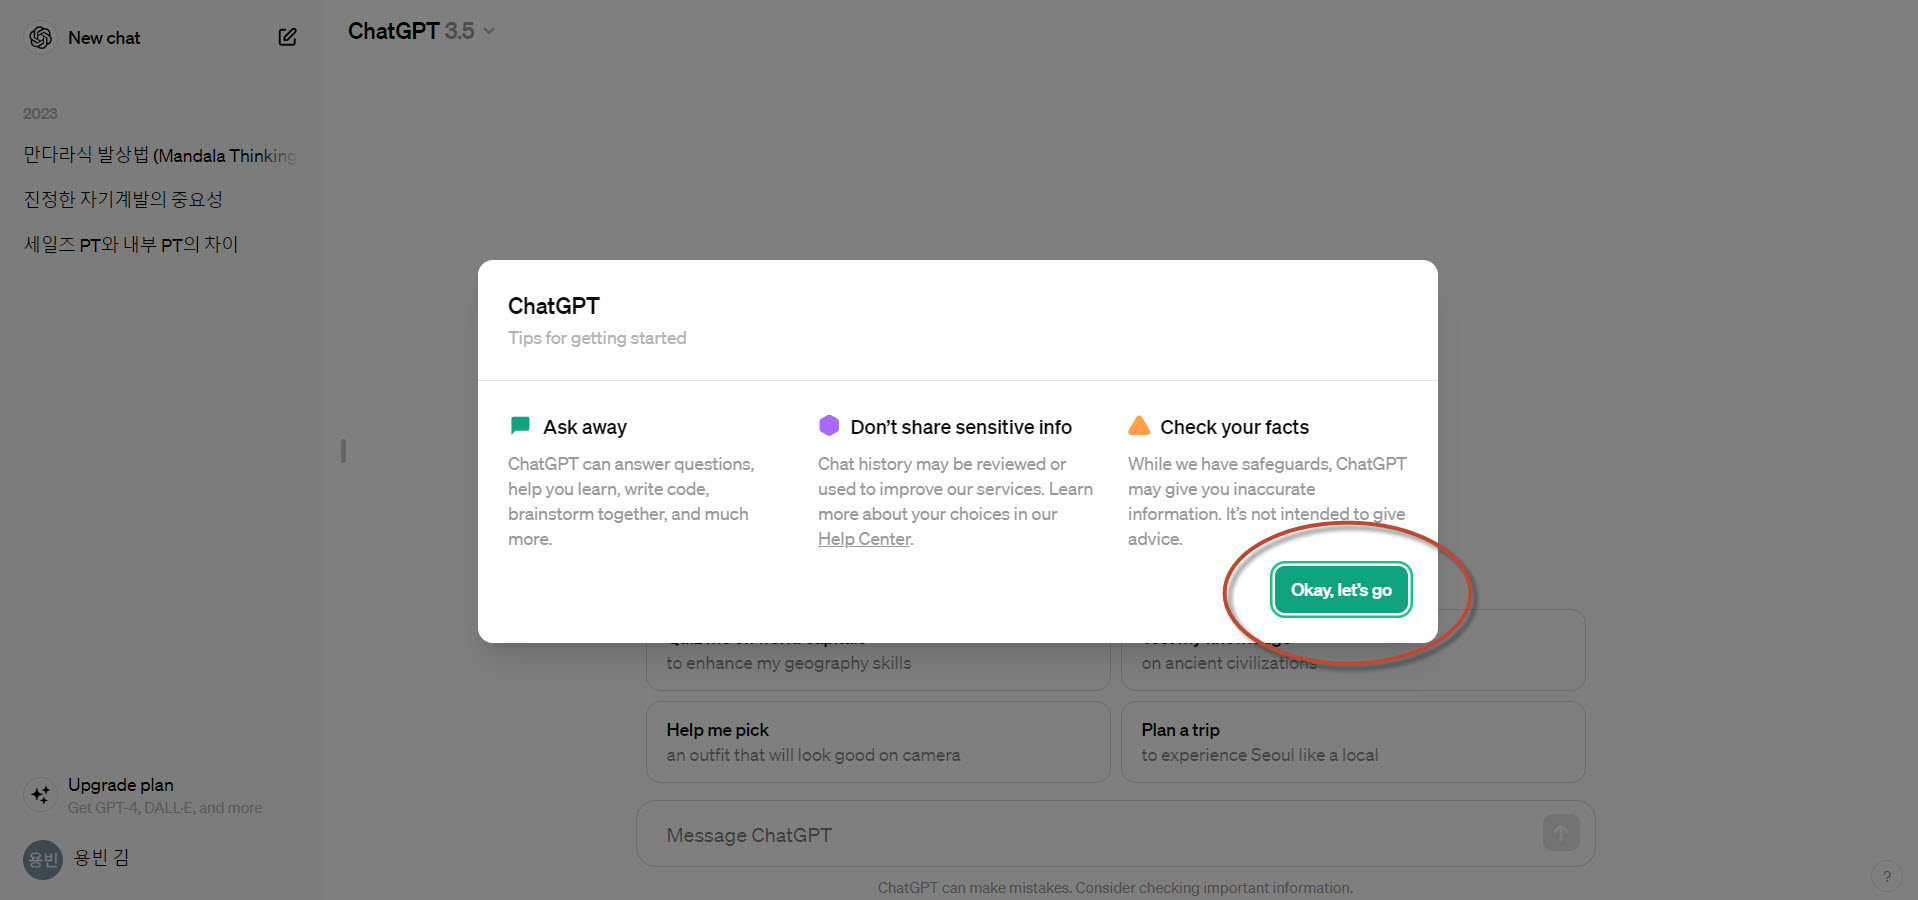 New chat
ChatGPT 3.5
2023
만다라식 발상법 (Mandala Thinking
진정한 자기계발의 중요성
세일즈 PT와 내부 PT의 차이
ChatGPT
Tips for getting started
Ask away
ChatGPT can answer questions,
help you learn, write code,
brainstorm together, and much
more.
Don’t share sensitive info
Chat history may be reviewed or
used to improve our services. Learn
more about your choices in our
Help Center.
Check your facts
While we have safeguards, ChatGPT
may give you inaccurate
information. It’s not intended to give
advice.
Okay, let’s go
to enhance my geography skills
on ancient civilizations
Help me pick
an outfit that will look good on camera
Plan a trip
to experience Seoul like a local
Upgrade plan
Get GPT-4, DALL·E, and more
용빈
용빈 김
Message ChatGPT
ChatGPT can make mistakes. Consider checking important information.
?